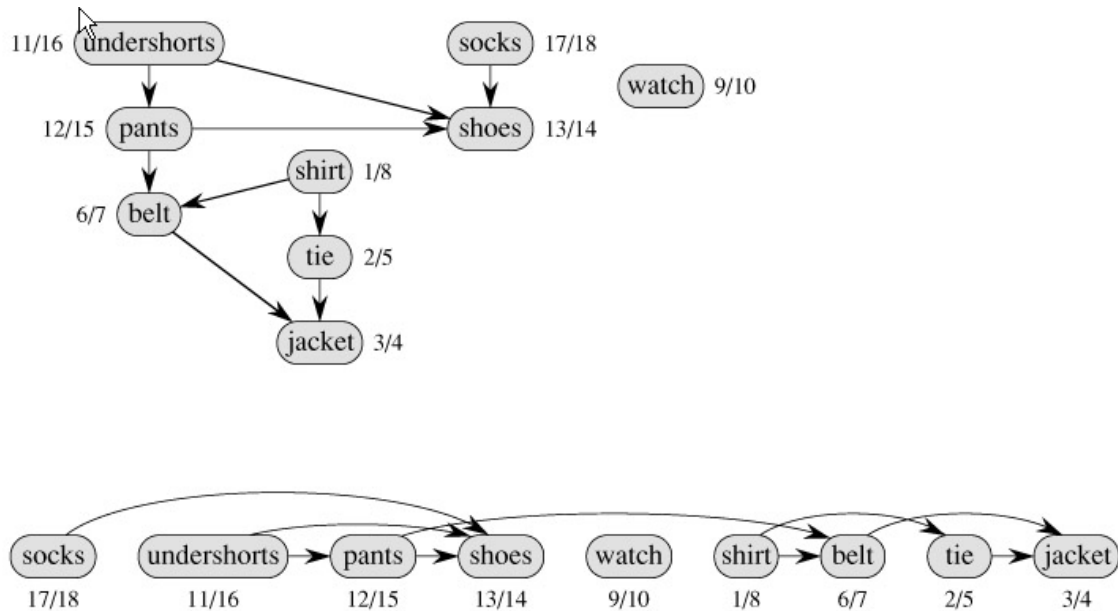 11/16 undershorts socks 17/18
watch 9/10
12/15 pants shoes 13/14
shirt 1/8
6/7 belt
tie 2/5
jacket 3/4
socks undershorts pants shoes watch shirt belt tie jacket
17/18 11/16 12/15 13/14 9/10 1/8 6/7 2/5 3/4